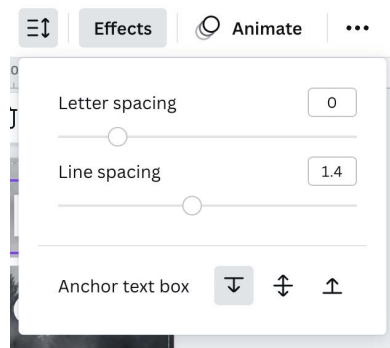 Effects
Animate
Letter spacing
0
Line spacing
1.4
Anchor text box